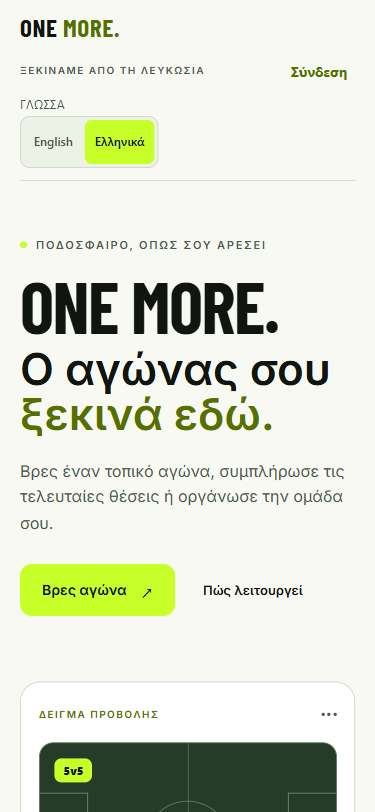 ONE MORE.
ΞΕΚΙΝΑΜΕ ΑΠΟ ΤΗ ΛΕΥΚΩΣΙΑ
Σύνδεση
ΓΛΩΣΣΑ
English Ελληνικά
ΠΟΔΟΣΦΑΙΡΟ, ΟΠΩΣ ΣΟΥ ΑΡΕΣΕΙ
ONE MORE.
Ο αγώνας σου
ξεκινά εδώ.
Βρες έναν τοπικό αγώνα, συμπλήρωσε τις
τελευταίες θέσεις ή οργάνωσε την ομάδα
σου.
Βρες αγώνα ↗ Πώς λειτουργεί
ΔΕΙΓΜΑ ΠΡΟΒΟΛΗΣ
5v5